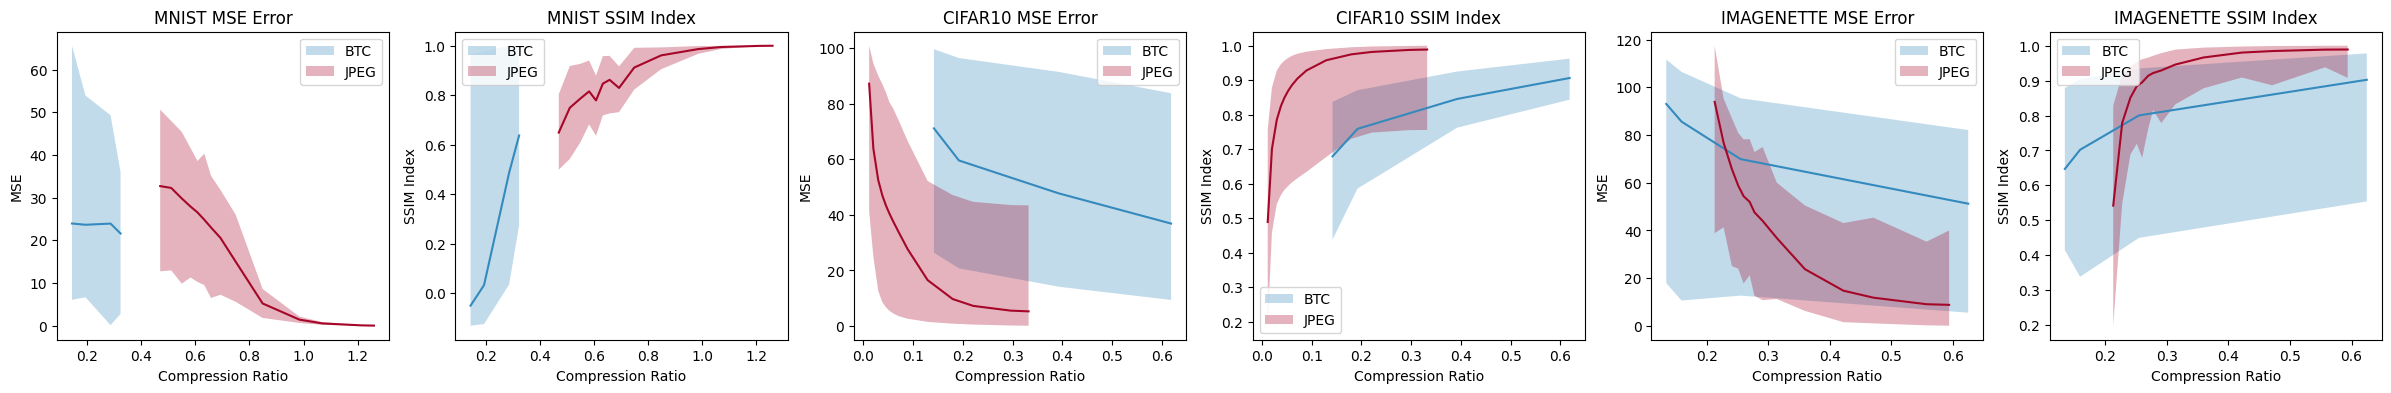 MNIST MSE Error
BTC
JPEG
60
50
40
30
20
10
0
0.2 0.4 0.6 0.8 1.0 1.2
MSE
Compression Ratio
MNIST SSIM Index
BTC
JPEG
1.0
0.8
0.6
0.4
0.2
0.0
0.2 0.4 0.6 0.8 1.0 1.2
SSIM Index
Compression Ratio
CIFAR10 MSE Error
BTC
JPEG
100
80
60
40
20
0
0.0 0.1 0.2 0.3 0.4 0.5 0.6
MSE
Compression Ratio
CIFAR10 SSIM Index
1.0
0.9
0.8
0.7
0.6
0.5
0.4
0.3
0.2
BTC
JPEG
0.0 0.1 0.2 0.3 0.4 0.5 0.6
SSIM Index
Compression Ratio
IMAGENETTE MSE Error
BTC
JPEG
120
100
80
60
40
20
0
0.2 0.3 0.4 0.5 0.6
MSE
Compression Ratio
IMAGENETTE SSIM Index
BTC
JPEG
1.0
0.9
0.8
0.7
0.6
0.5
0.4
0.3
0.2
0.2 0.3 0.4 0.5 0.6
SSIM Index
Compression Ratio